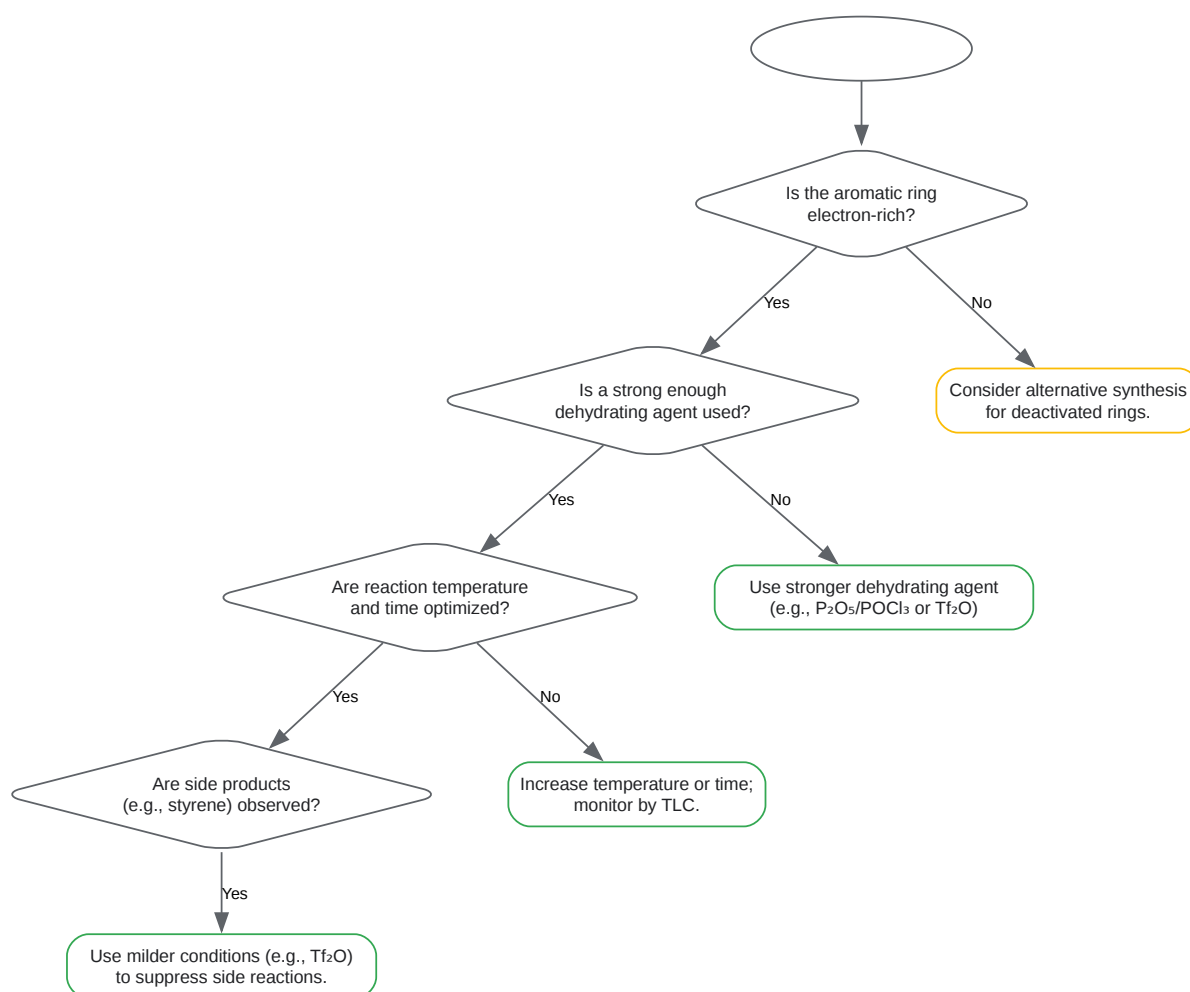 Is the aromatic ring
electron-rich?
Yes
No
Is a strong enough
dehydrating agent used?
Consider alternative synthesis
for deactivated rings.
Yes
No
Are reaction temperature
and time optimized?
Use stronger dehydrating agent
(e.g., P₂O₅/POCl₃ or Tf₂O)
Yes
No
Are side products
(e.g., styrene) observed?
Increase temperature or time;
monitor by TLC.
Yes
Use milder conditions (e.g., Tf₂O)
to suppress side reactions.